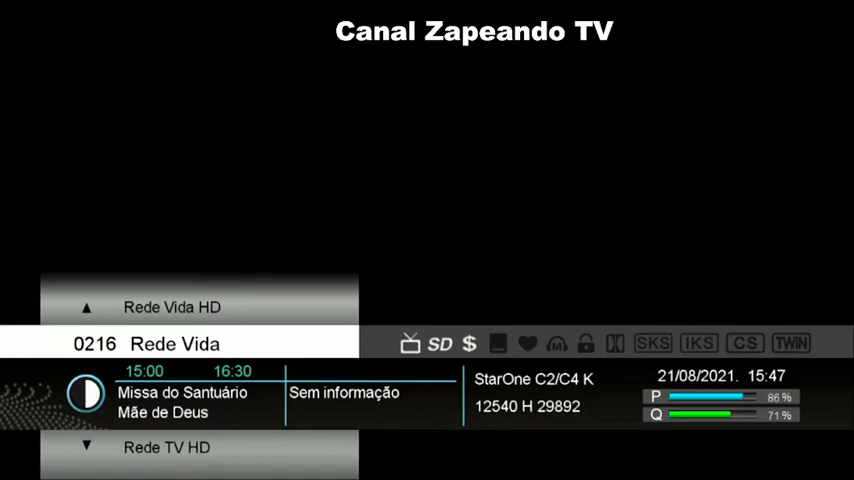 Canal Zapeando TV
Rede Vida HD
0216 Rede Vida
SD $ SKS IKS CS TWIN
15:00 16:30
Missa do Santuário
Mãe de Deus
Sem informação
StarOne C2/C4 K
12540 H 29892
21/08/2021. 15:47
P 86%
Q 71%
Rede TV HD